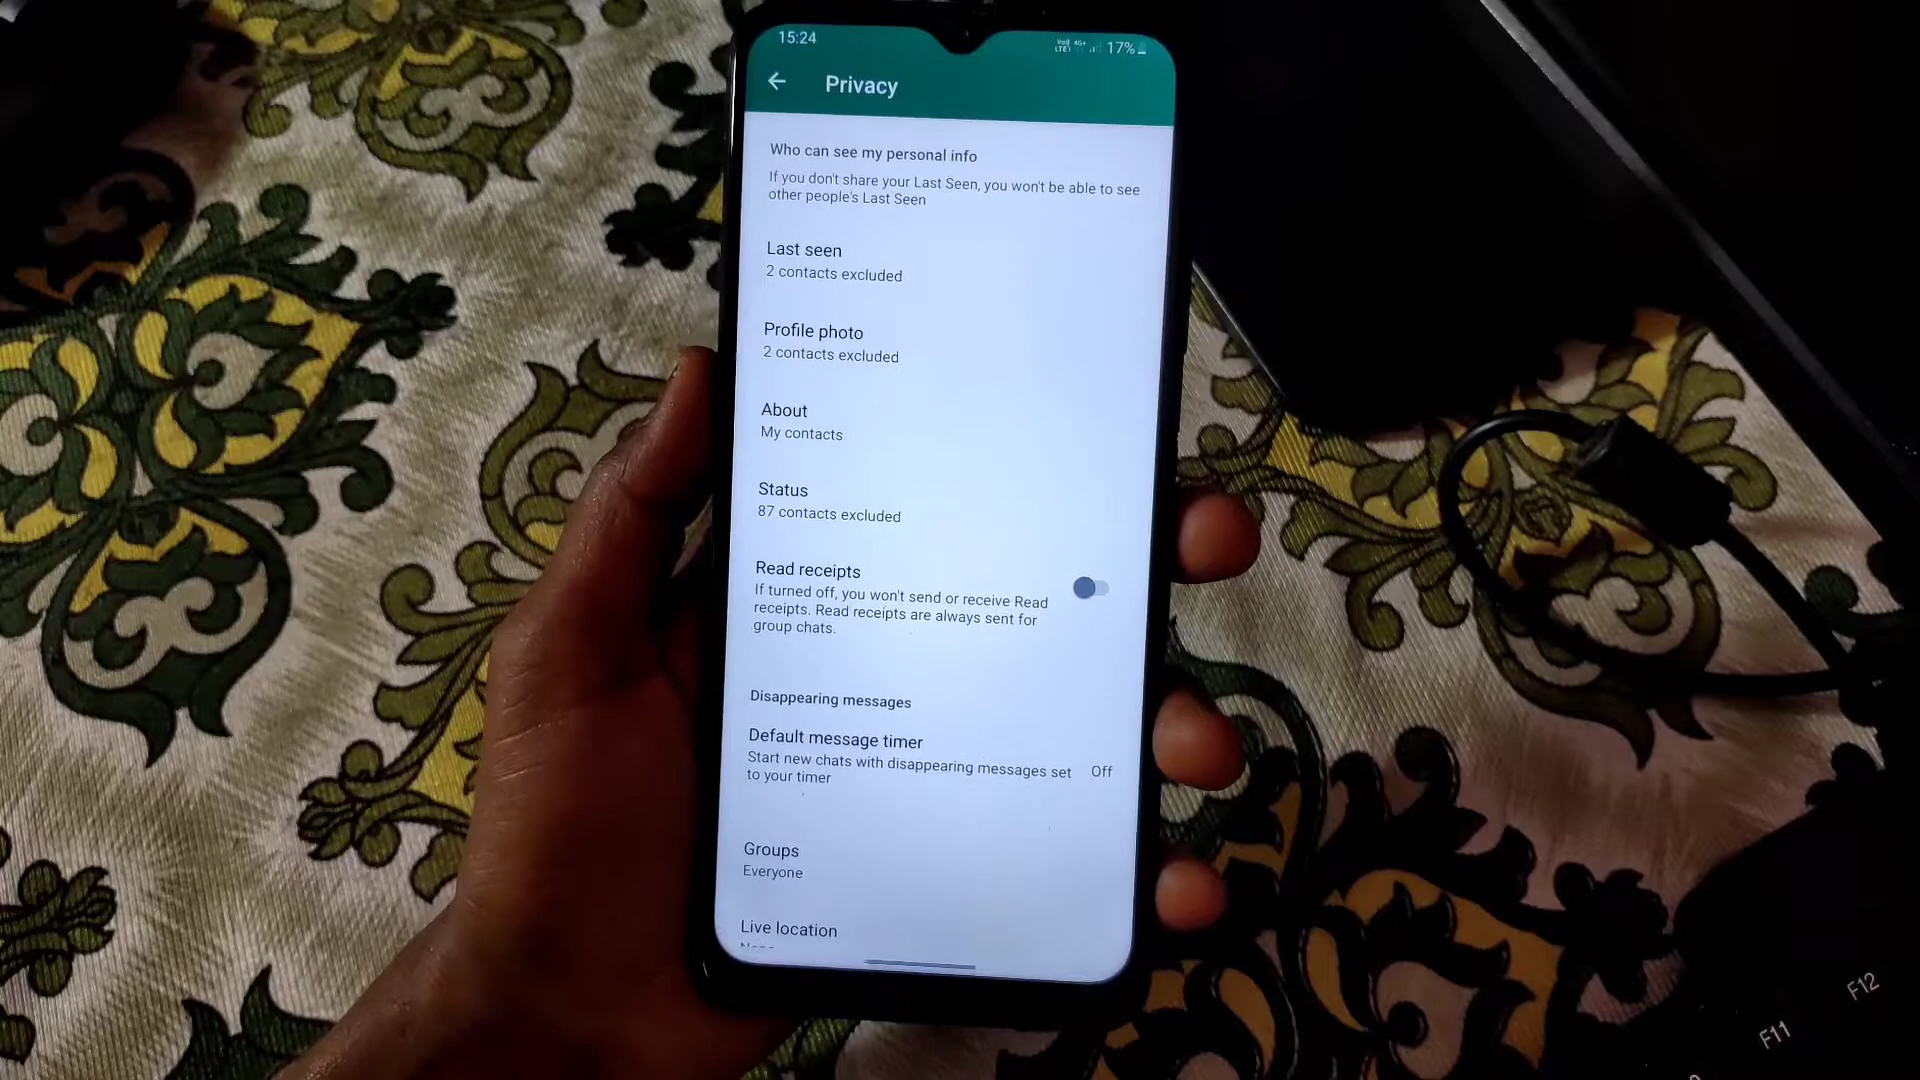 15:24
Vo) 4G+
LTE1
17%
Privacy
Who can see my personal info
If you don't share your Last Seen, you won't be able to see
other people's Last Seen
Last seen
2 contacts excluded
Profile photo
2 contacts excluded
About
My contacts
Status
87 contacts excluded
Read receipts
If turned off, you won't send or receive Read
receipts. Read receipts are always sent for
group chats.
Disappearing messages
Default message timer
Start new chats with disappearing messages set
to your timer
Off
Groups
Everyone
Live location
F12
F11